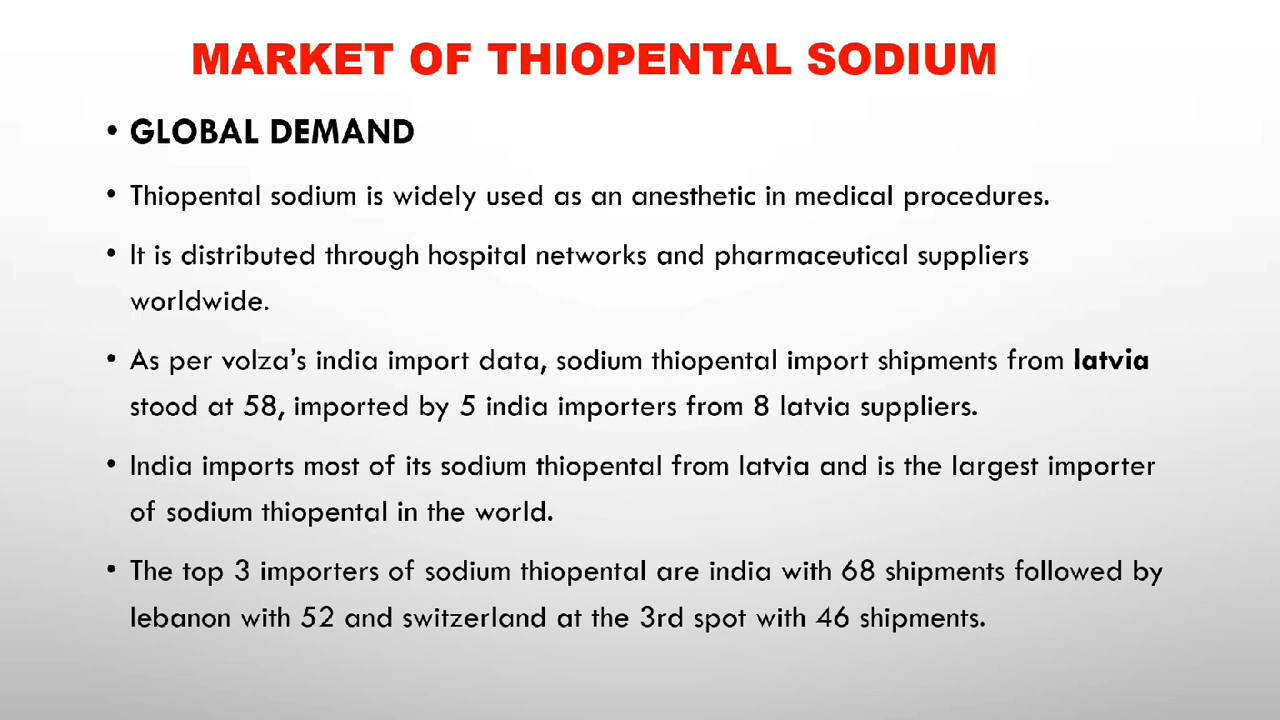 MARKET OF THIOPENTAL SODIUM
• GLOBAL DEMAND
• Thiopental sodium is widely used as an anesthetic in medical procedures.
• It is distributed through hospital networks and pharmaceutical suppliers
worldwide.
• As per volza's india import data, sodium thiopental import shipments from latvia
stood at 58, imported by 5 india importers from 8 latvia suppliers.
• India imports most of its sodium thiopental from latvia and is the largest importer
of sodium thiopental in the world.
• The top 3 importers of sodium thiopental are india with 68 shipments followed by
lebanon with 52 and switzerland at the 3rd spot with 46 shipments.